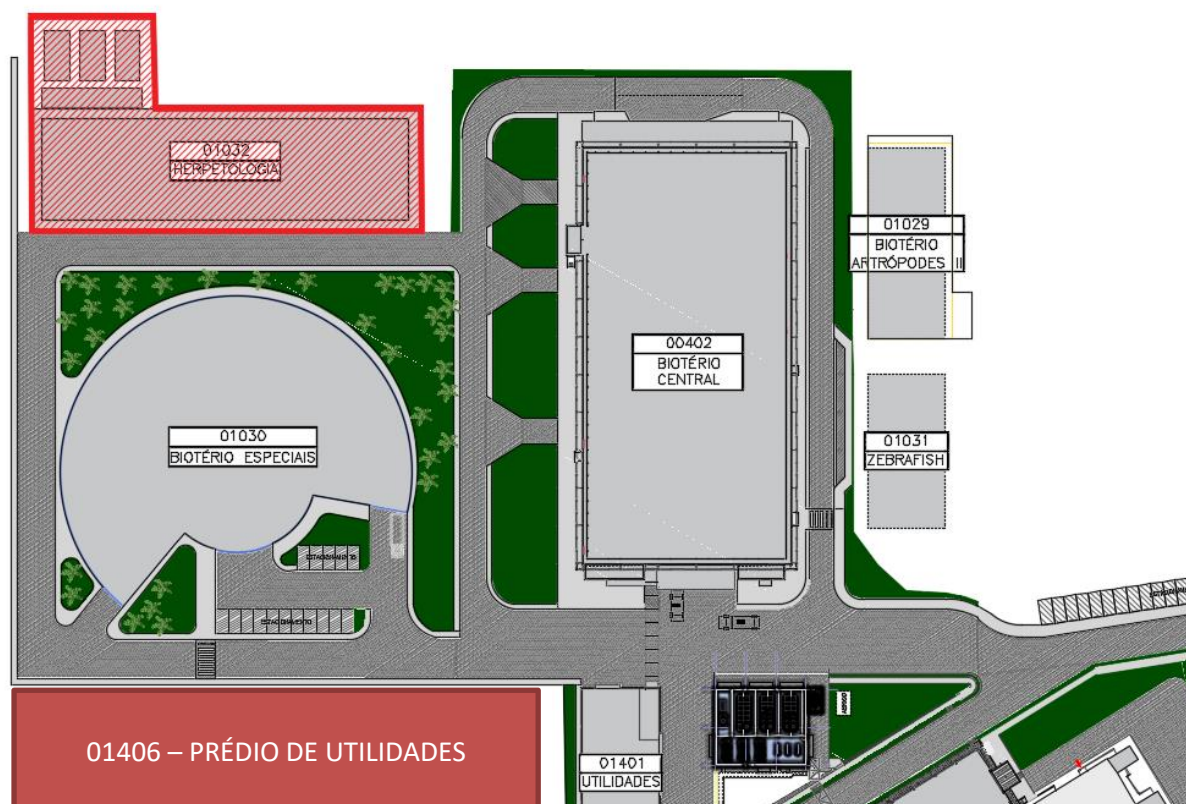 01032
HERPETOLOGIA
01029
BIOTÉRIO
ARTRÓPODES II
00402
BIOTÉRIO
CENTRAL
01030
BIOTÉRIO ESPECIAIS
01031
ZEBRAFISH
01406 – PRÉDIO DE UTILIDADES
01401
UTILIDADES